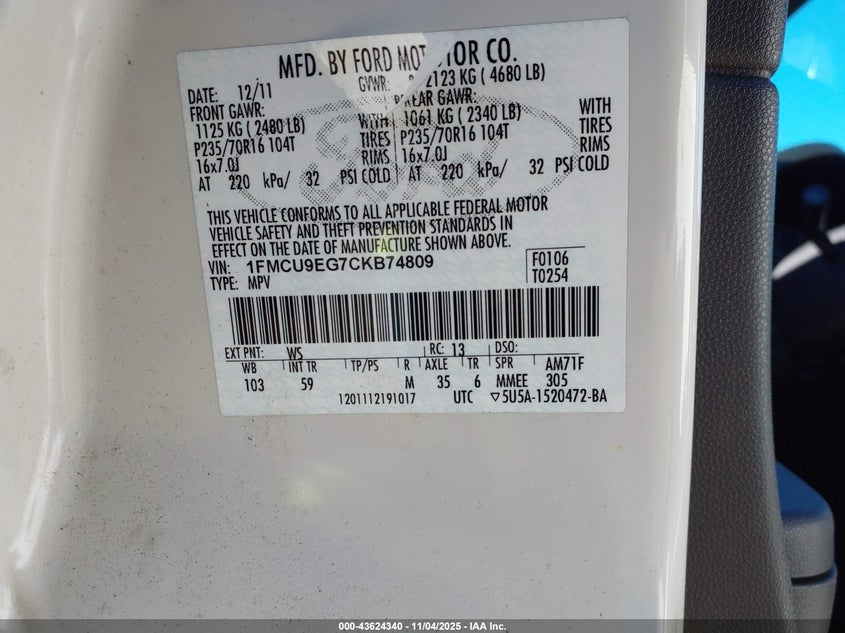 MFD. BY FORD MOTOR CO.
DATE: 12/11 GVWR: 2123 KG ( 4680 LB)
FRONT GAWR: REAR GAWR:
1125 KG ( 2480 LB) WITH 1061 KG ( 2340 LB) WITH
P235/70R16 104T TIRES P235/70R16 104T TIRES
16x7.0J RIMS 16x7.0J RIMS
AT 220 kPa/ 32 PSI COLD AT 220 kPa/ 32 PSI COLD
Ford
THIS VEHICLE CONFORMS TO ALL APPLICABLE FEDERAL MOTOR
VEHICLE SAFETY AND THEFT PREVENTION STANDARDS IN
EFFECT ON THE DATE OF MANUFACTURE SHOWN ABOVE.
VIN: 1FMCU9EG7CKB74809 F0106
TYPE: MPV T0254
EXT PNT: WS RC: 13 DSO:
WB INT TR TP/PS R AXLE TR SPR AM71F
103 59 M 35 6 MMEE 305
1201112191017 UTC ▽5U5A-1520472-BA
000-43624340 - 11/04/2025 - IAA Inc.